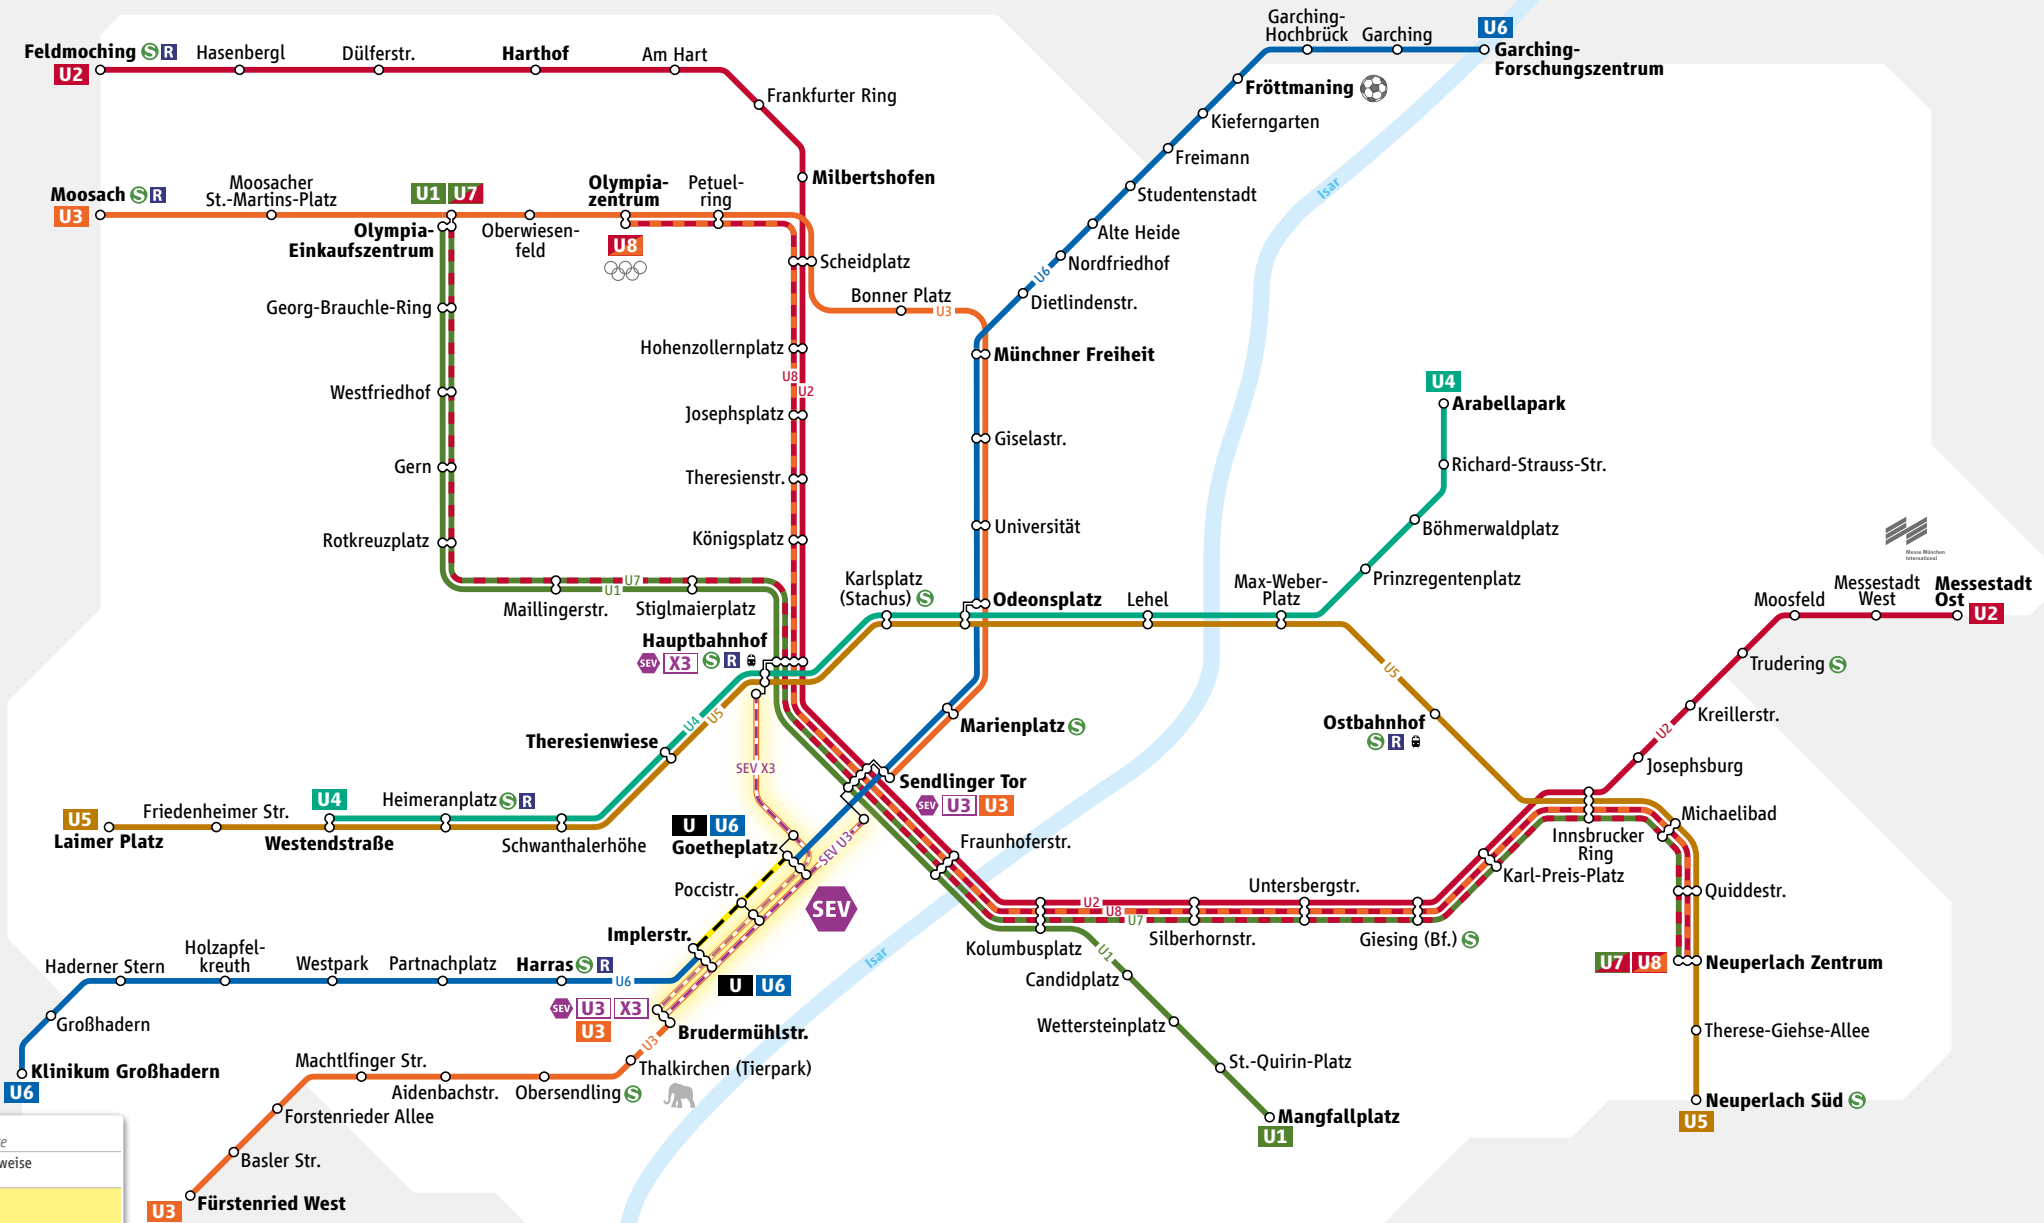 Feldmoching S R
U2
Hasenbergl
Dülferstr.
Harthof
Am Hart
Frankfurter Ring
Milbertshofen
Garching-
Hochbrück
Garching
U6
Garching-
Forschungszentrum
Fröttmaning
Kieferngarten
Freimann
Studentenstadt
Alte Heide
Nordfriedhof
U6
Dietlindenstr.
Isar
Moosach S R
U3
Moosacher
St.-Martins-Platz
U1 U7
Olympia-
Einkaufszentrum
Oberwiesen-
feld
Olympia-
zentrum
U8
Petuel-
ring
Scheidplatz
Bonner Platz
U3
Münchner Freiheit
Georg-Brauchle-Ring
Westfriedhof
Gern
Rotkreuzplatz
Hohenzollernplatz
U8
U2
Josephsplatz
Theresienstr.
Königsplatz
Giselastr.
Universität
U4
Arabellapark
Richard-Strauss-Str.
Böhmerwaldplatz
Prinzregentenplatz
Messe München
International
U7
U1
Maillingerstr.
Stiglmaierplatz
Hauptbahnhof
SEV X3 S R
Karlsplatz
(Stachus) S
Odeonsplatz
Lehel
Max-Weber-
Platz
Moosfeld
Messestadt
West
Messestadt
Ost
U2
Trudering S
Kreillerstr.
U2
Josephsburg
U5
Ostbahnhof
S R
Marienplatz S
Sendlinger Tor
SEV U3 U3
Theresienwiese
U4
U5
SEV X3
U5
Laimer Platz
Friedenheimer Str.
U4
Westendstraße
Heimeranplatz S R
Schwanthalerhöhe
U U6
Goetheplatz
SEV U3
SEV
Poccistr.
Implerstr.
U U6
Fraunhoferstr.
Michaelibad
Innsbrucker
Ring
Karl-Preis-Platz
Quiddestr.
U2
U8
U7
Untersbergstr.
Silberhornstr.
Giesing (Bf.) S
Kolumbusplatz
U1
Candidplatz
Wettersteinplatz
St.-Quirin-Platz
Mangfallplatz
U1
U7 U8
Neuperlach Zentrum
Therese-Giehse-Allee
Neuperlach Süd S
U5
Isar
Haderner Stern
Holzapfel-
kreuth
Westpark
Partnachplatz
Harras S R
U6
Großhadern
Klinikum Großhadern
U6
SEV U3 X3
U3
Brudermühlstr.
U3
Thalkirchen (Tierpark)
Machtlfinger Str.
Aidenbachstr.
Obersendling S
Forstenrieder Allee
Basler Str.
Fürstenried West
U3
weise